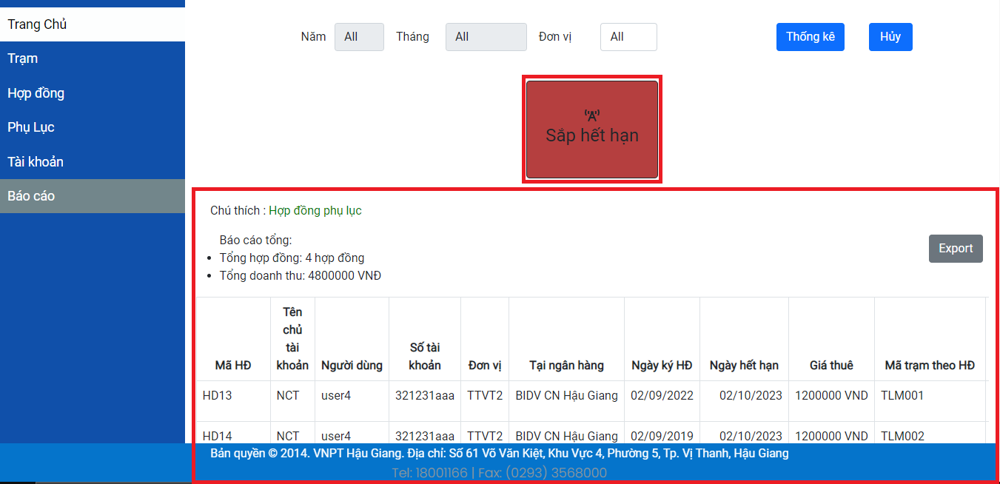 Trang Chủ
Trạm
Hợp đồng
Phụ Lục
Tài khoản
Báo cáo
Năm All Tháng All Đơn vị All Thống kê Hủy
Sắp hết hạn
Chú thích : Hợp đồng phụ lục
Báo cáo tổng:
Tổng hợp đồng: 4 hợp đồng
Tổng doanh thu: 4800000 VNĐ
Export
Mã HĐ Tên chủ tài khoản Người dùng Số tài khoản Đơn vị Tại ngân hàng Ngày ký HĐ Ngày hết hạn Giá thuê Mã trạm theo HĐ
HD13 NCT user4 321231aaa TTVT2 BIDV CN Hậu Giang 02/09/2022 02/10/2023 1200000 VND TLM001
HD14 NCT user4 321231aaa TTVT2 BIDV CN Hậu Giang 02/09/2019 02/10/2023 1200000 VND TLM002
Bản quyền © 2014. VNPT Hậu Giang. Địa chỉ: Số 61 Võ Văn Kiệt, Khu Vực 4, Phường 5, Tp. Vị Thanh, Hậu Giang
Tel: 18001166 | Fax: (0293) 3568000